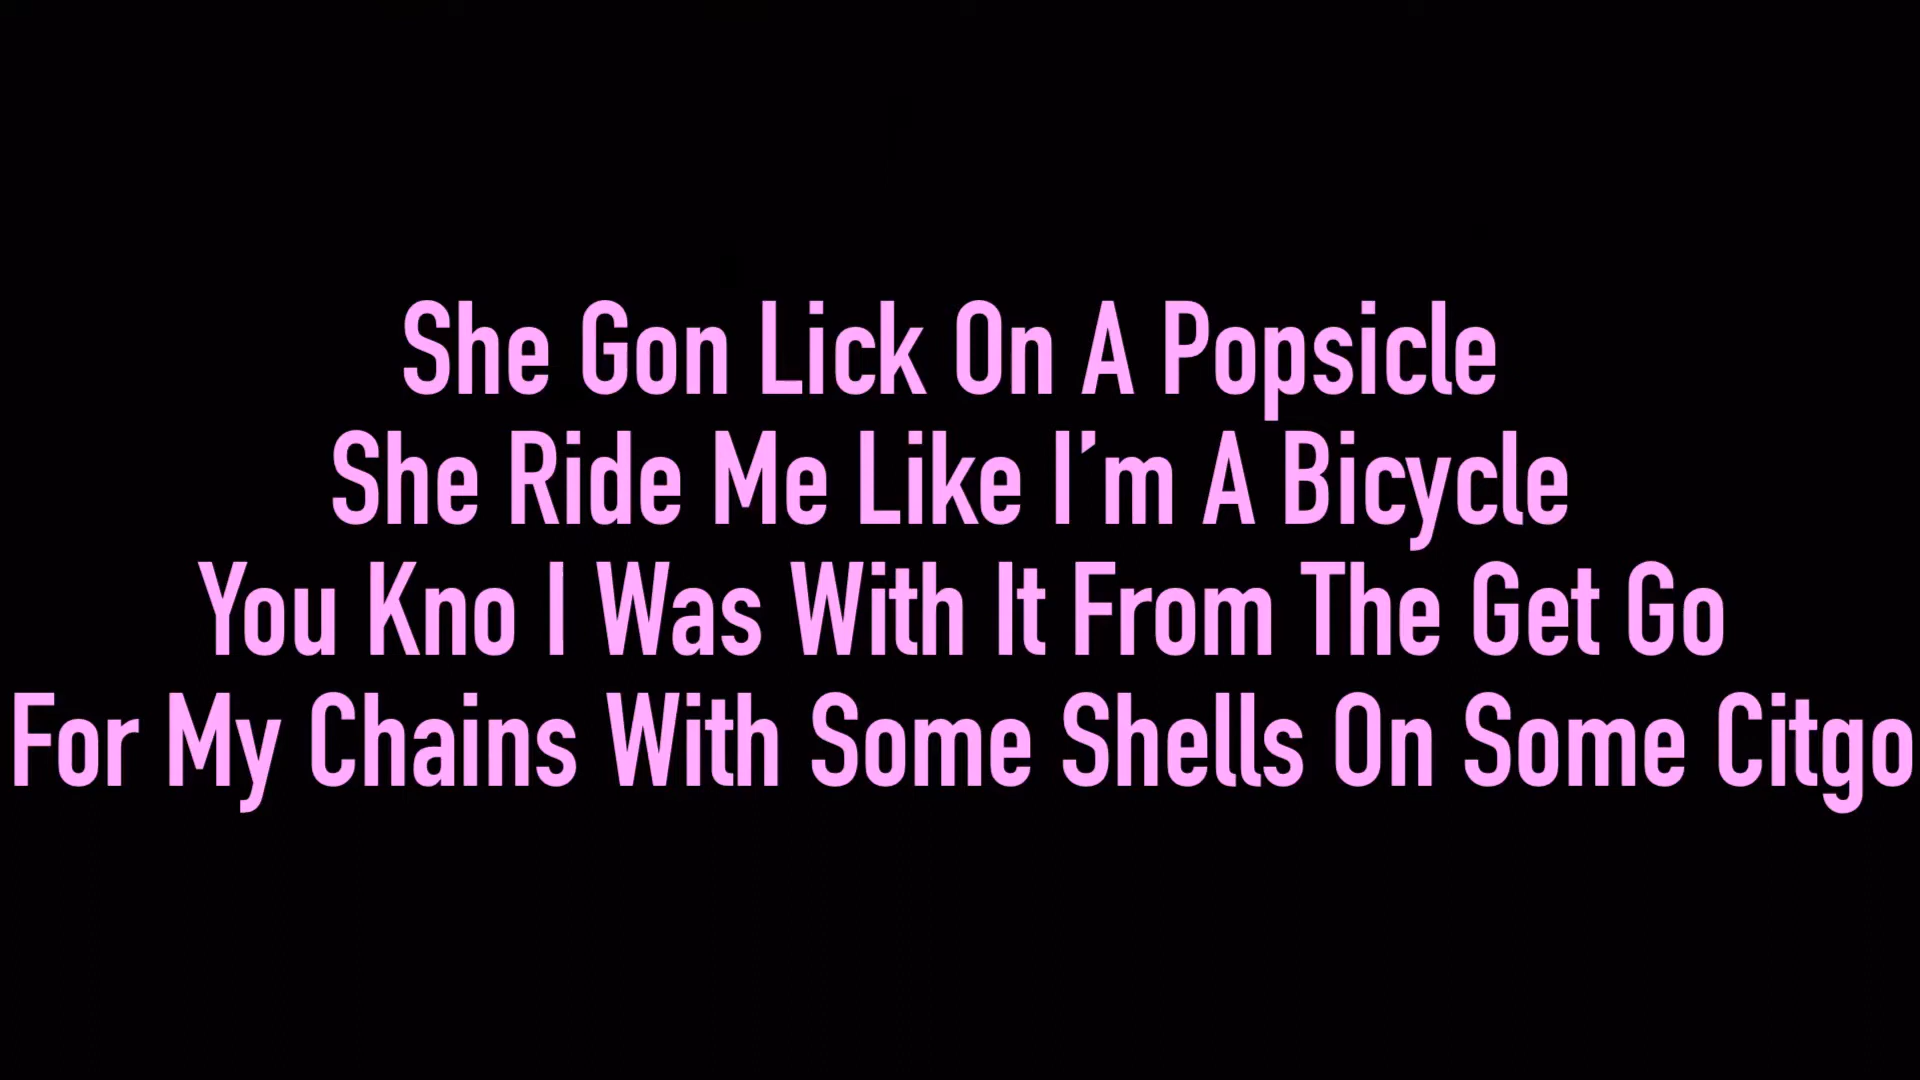 She Gon Lick On A Popsicle
She Ride Me Like I'm A Bicycle
You Kno I Was With It From The Get Go
For My Chains With Some Shells On Some Citgo